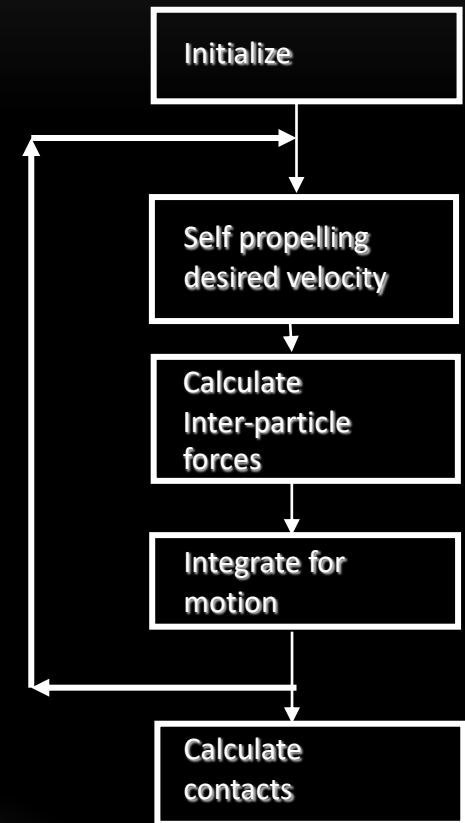 Initialize
Self propelling
desired velocity
Calculate
Inter-particle
forces
Integrate for
motion
Calculate
contacts